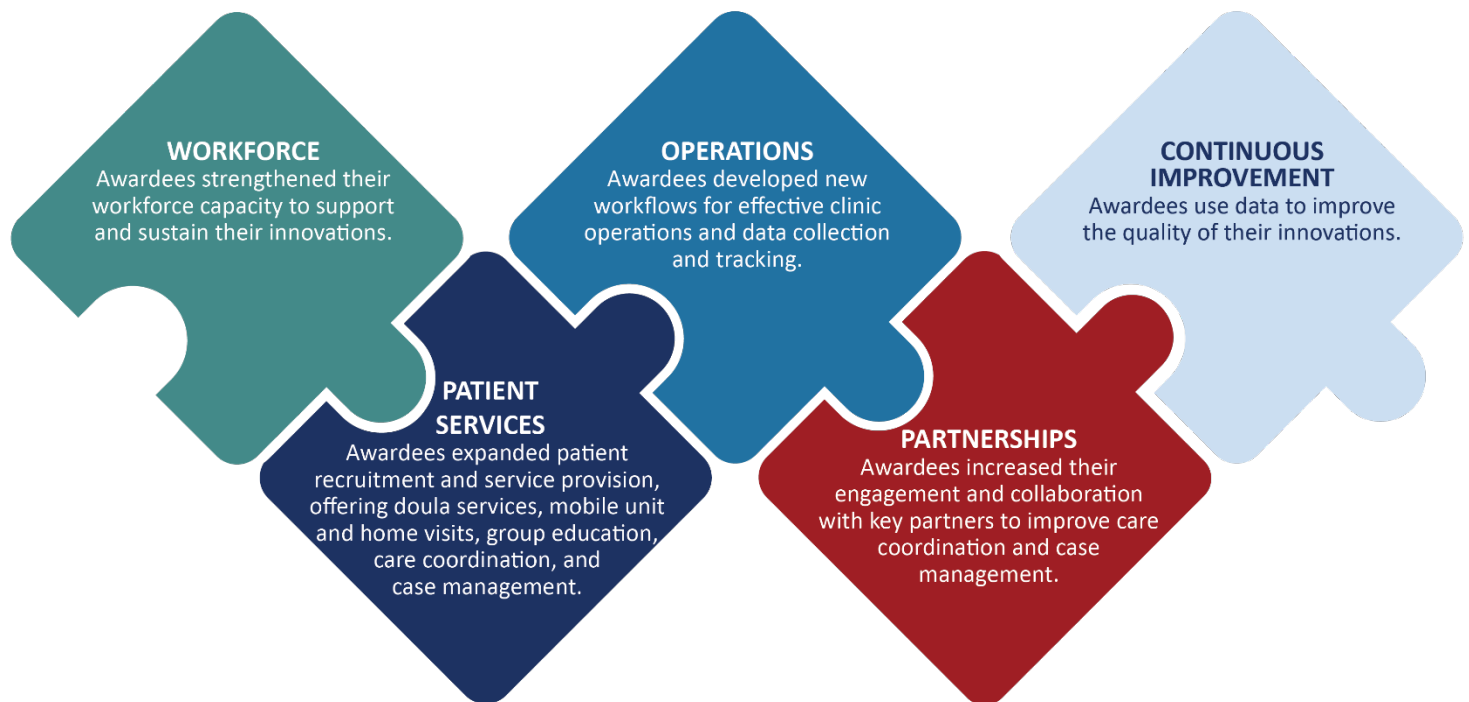 WORKFORCE
Awardees strengthened their
workforce capacity to support
and sustain their innovations.
PATIENT
SERVICES
Awardees expanded patient
recruitment and service provision,
offering doula services, mobile unit
and home visits, group education,
care coordination, and
case management.
OPERATIONS
Awardees developed new
workflows for effective clinic
operations and data collection
and tracking.
PARTNERSHIPS
Awardees increased their
engagement and collaboration
with key partners to improve care
coordination and case
management.
CONTINUOUS
IMPROVEMENT
Awardees use data to improve
the quality of their innovations.